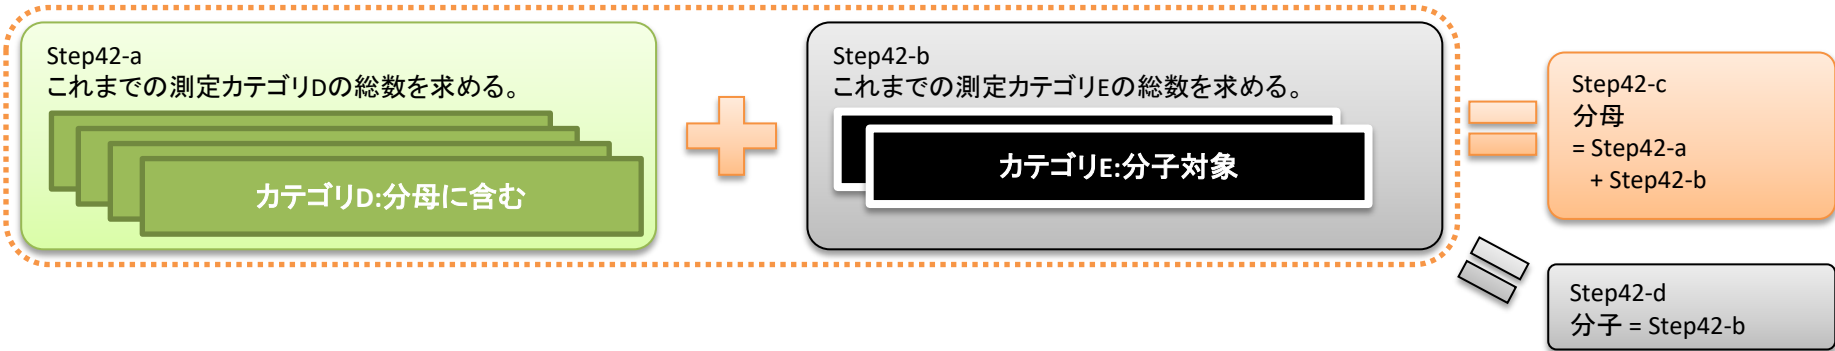 Step42-a
これまでの測定カテゴリDの総数を求める。
カテゴリD:分母に含む
Step42-b
これまでの測定カテゴリEの総数を求める。
カテゴリE:分子対象
Step42-c
分母
= Step42-a
+ Step42-b
Step42-d
分子 = Step42-b